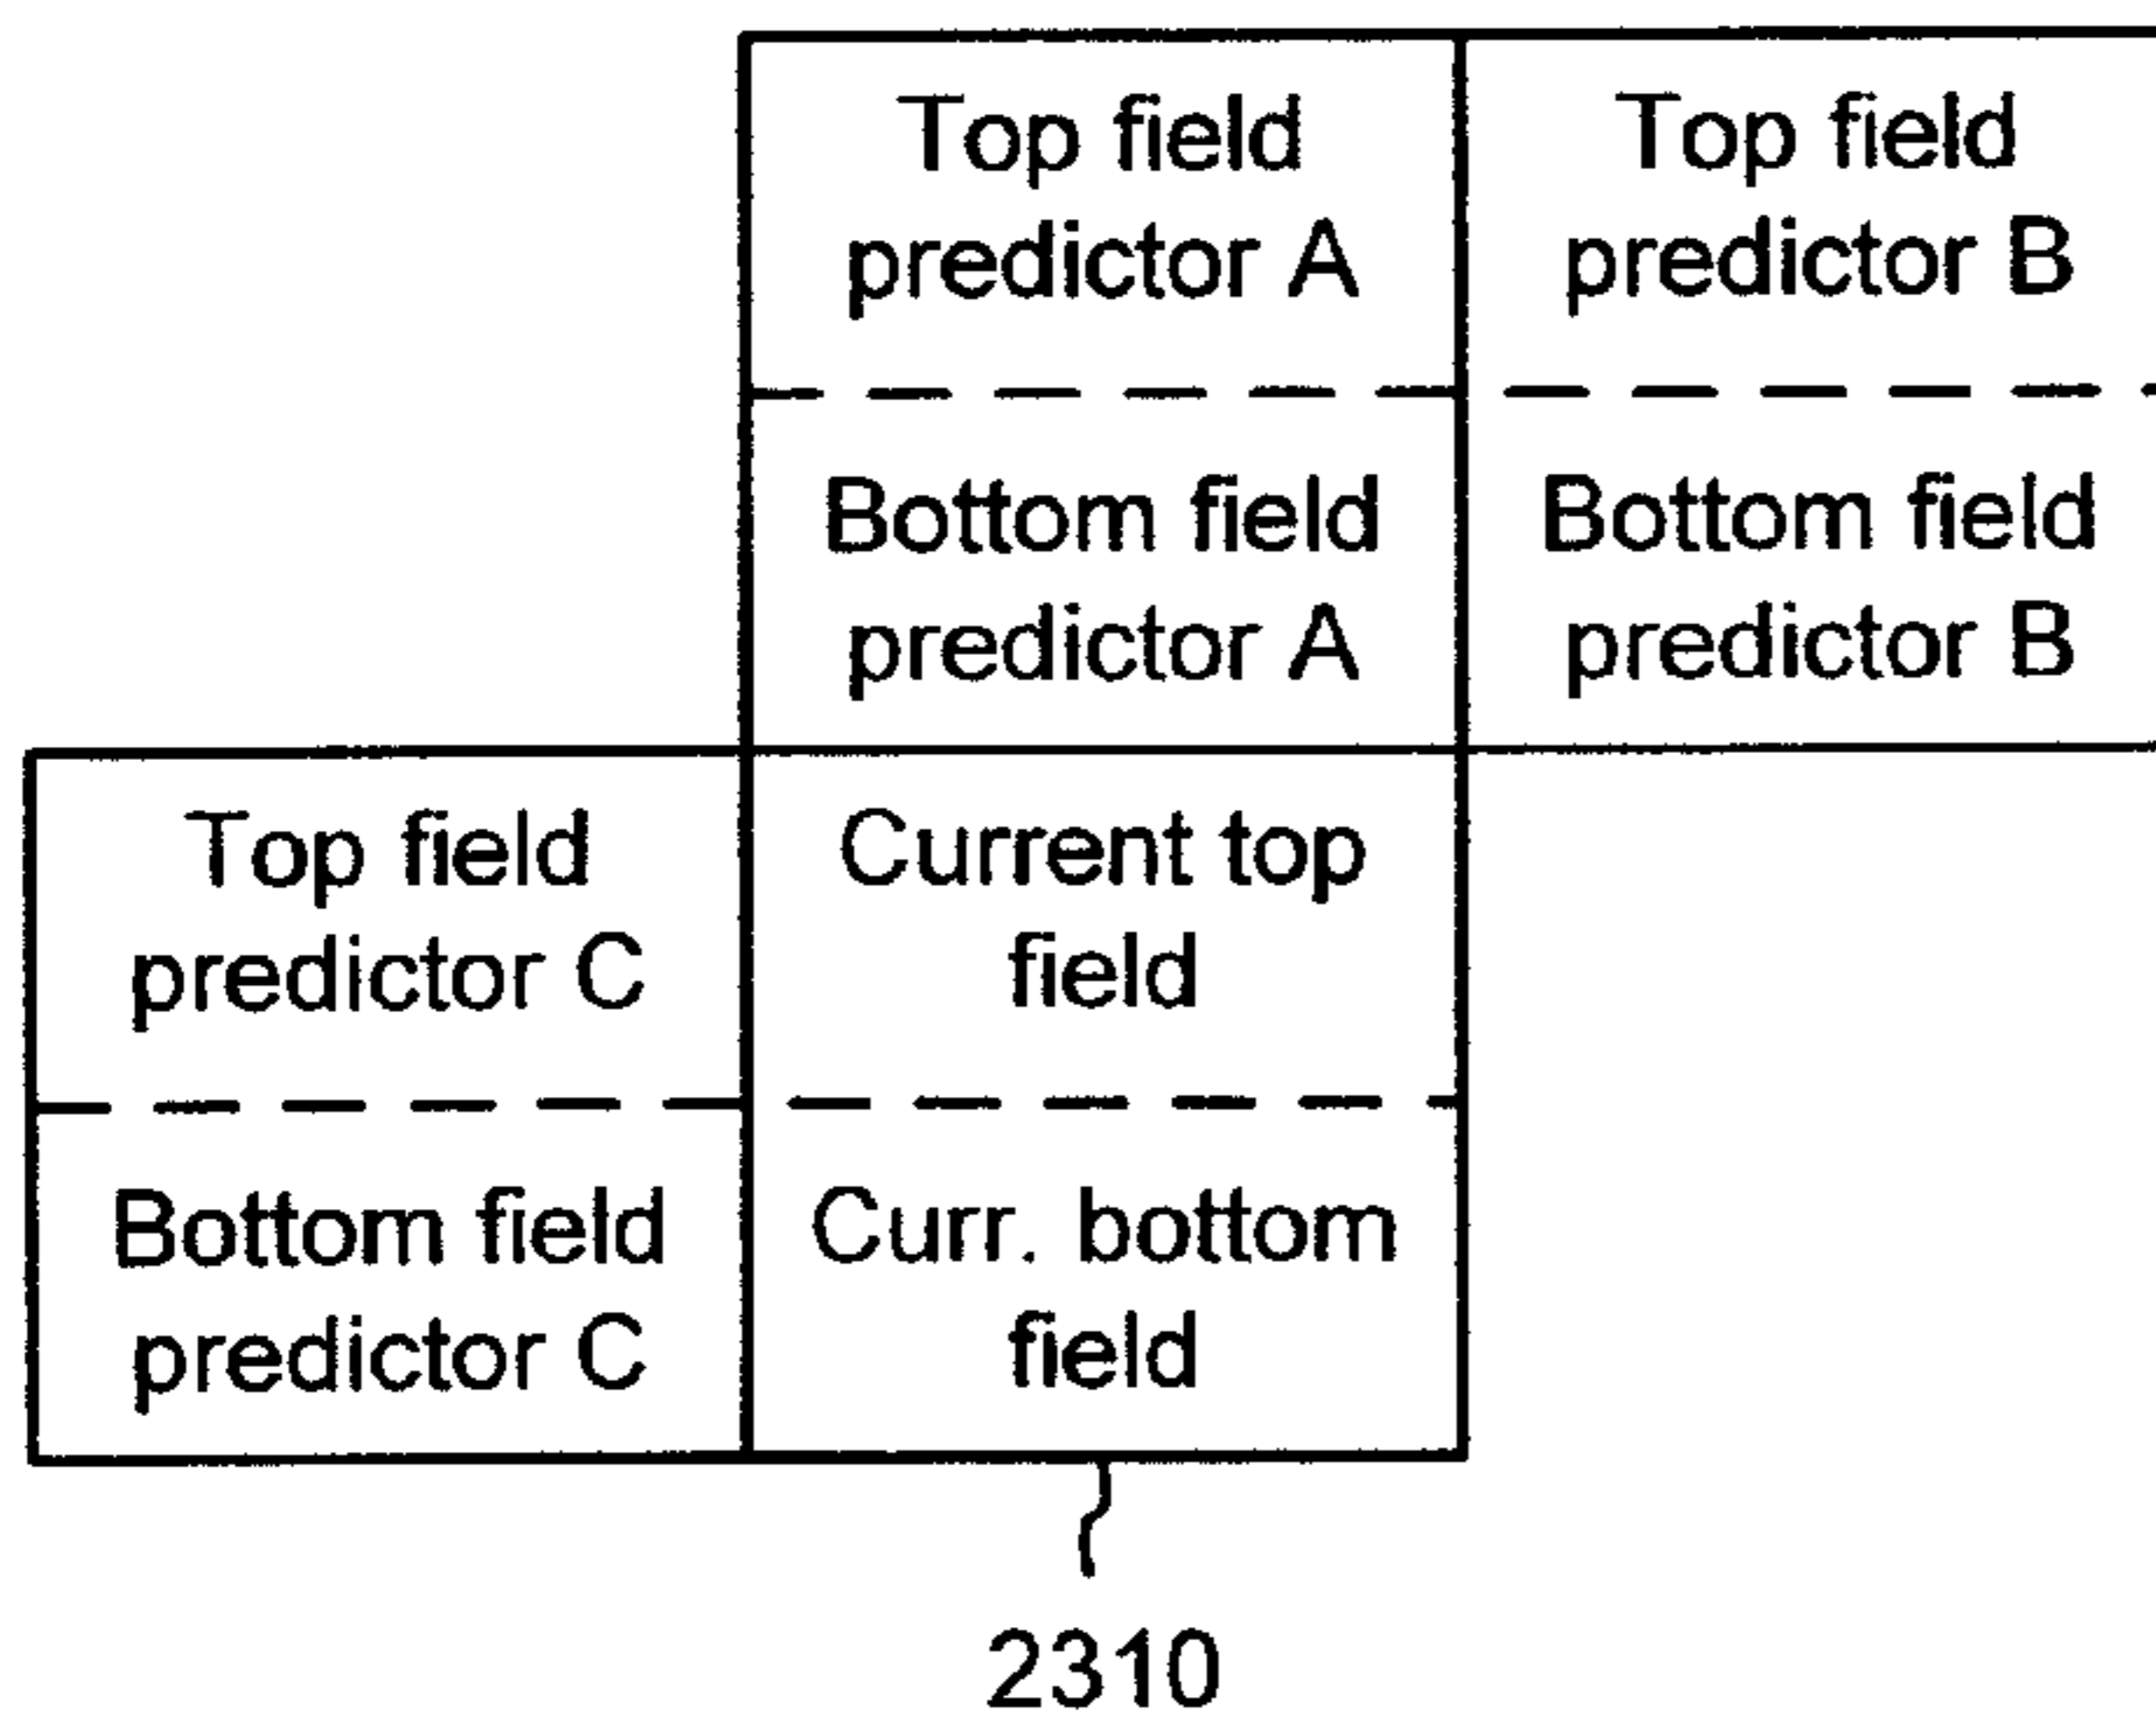 Top field
predictor A
Top field
predictor B
Bottom field
predictor A
Bottom field
predictor B
Top field
predictor C
Current top
field
Bottom field
predictor C
Curr. bottom
field
2310